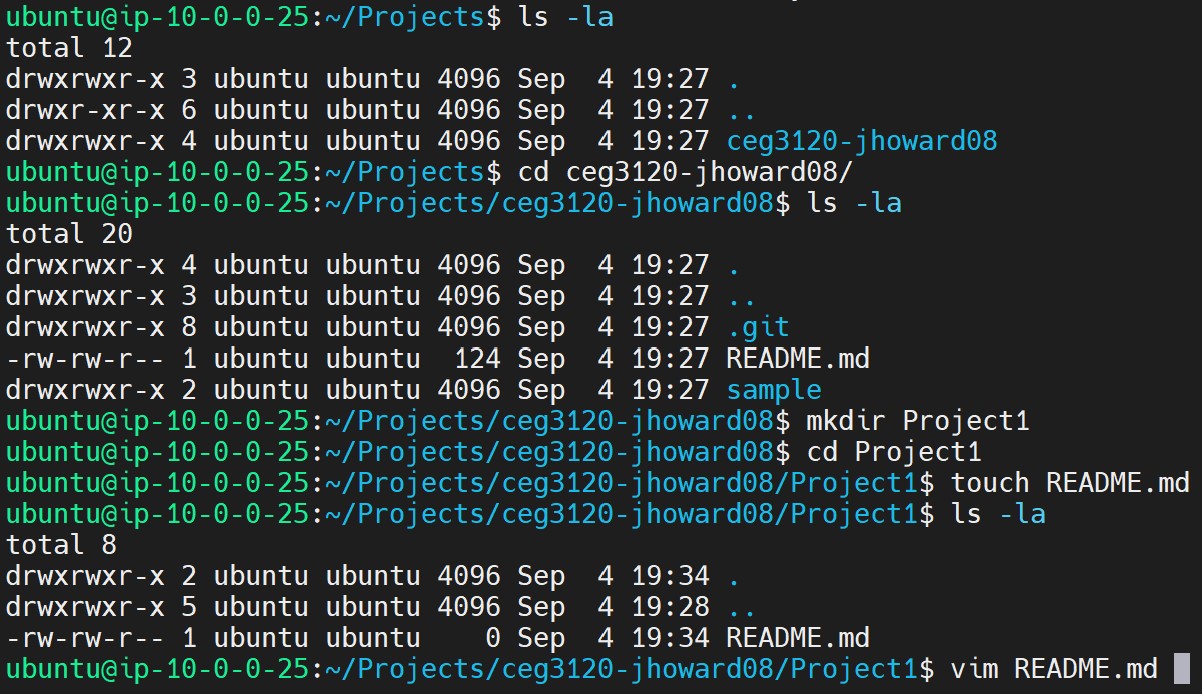 ubuntu@ip-10-0-0-25:~/Projects$ ls -la
total 12
drwxrwxr-x 3 ubuntu ubuntu 4096 Sep  4 19:27 .
drwxr-xr-x 6 ubuntu ubuntu 4096 Sep  4 19:27 ..
drwxrwxr-x 4 ubuntu ubuntu 4096 Sep  4 19:27 ceg3120-jhoward08
ubuntu@ip-10-0-0-25:~/Projects$ cd ceg3120-jhoward08/
ubuntu@ip-10-0-0-25:~/Projects/ceg3120-jhoward08$ ls -la
total 20
drwxrwxr-x 4 ubuntu ubuntu 4096 Sep  4 19:27 .
drwxrwxr-x 3 ubuntu ubuntu 4096 Sep  4 19:27 ..
drwxrwxr-x 8 ubuntu ubuntu 4096 Sep  4 19:27 .git
-rw-rw-r-- 1 ubuntu ubuntu  124 Sep  4 19:27 README.md
drwxrwxr-x 2 ubuntu ubuntu 4096 Sep  4 19:27 sample
ubuntu@ip-10-0-0-25:~/Projects/ceg3120-jhoward08$ mkdir Project1
ubuntu@ip-10-0-0-25:~/Projects/ceg3120-jhoward08$ cd Project1
ubuntu@ip-10-0-0-25:~/Projects/ceg3120-jhoward08/Project1$ touch README.md
ubuntu@ip-10-0-0-25:~/Projects/ceg3120-jhoward08/Project1$ ls -la
total 8
drwxrwxr-x 2 ubuntu ubuntu 4096 Sep  4 19:34 .
drwxrwxr-x 5 ubuntu ubuntu 4096 Sep  4 19:28 ..
-rw-rw-r-- 1 ubuntu ubuntu    0 Sep  4 19:34 README.md
ubuntu@ip-10-0-0-25:~/Projects/ceg3120-jhoward08/Project1$ vim README.md